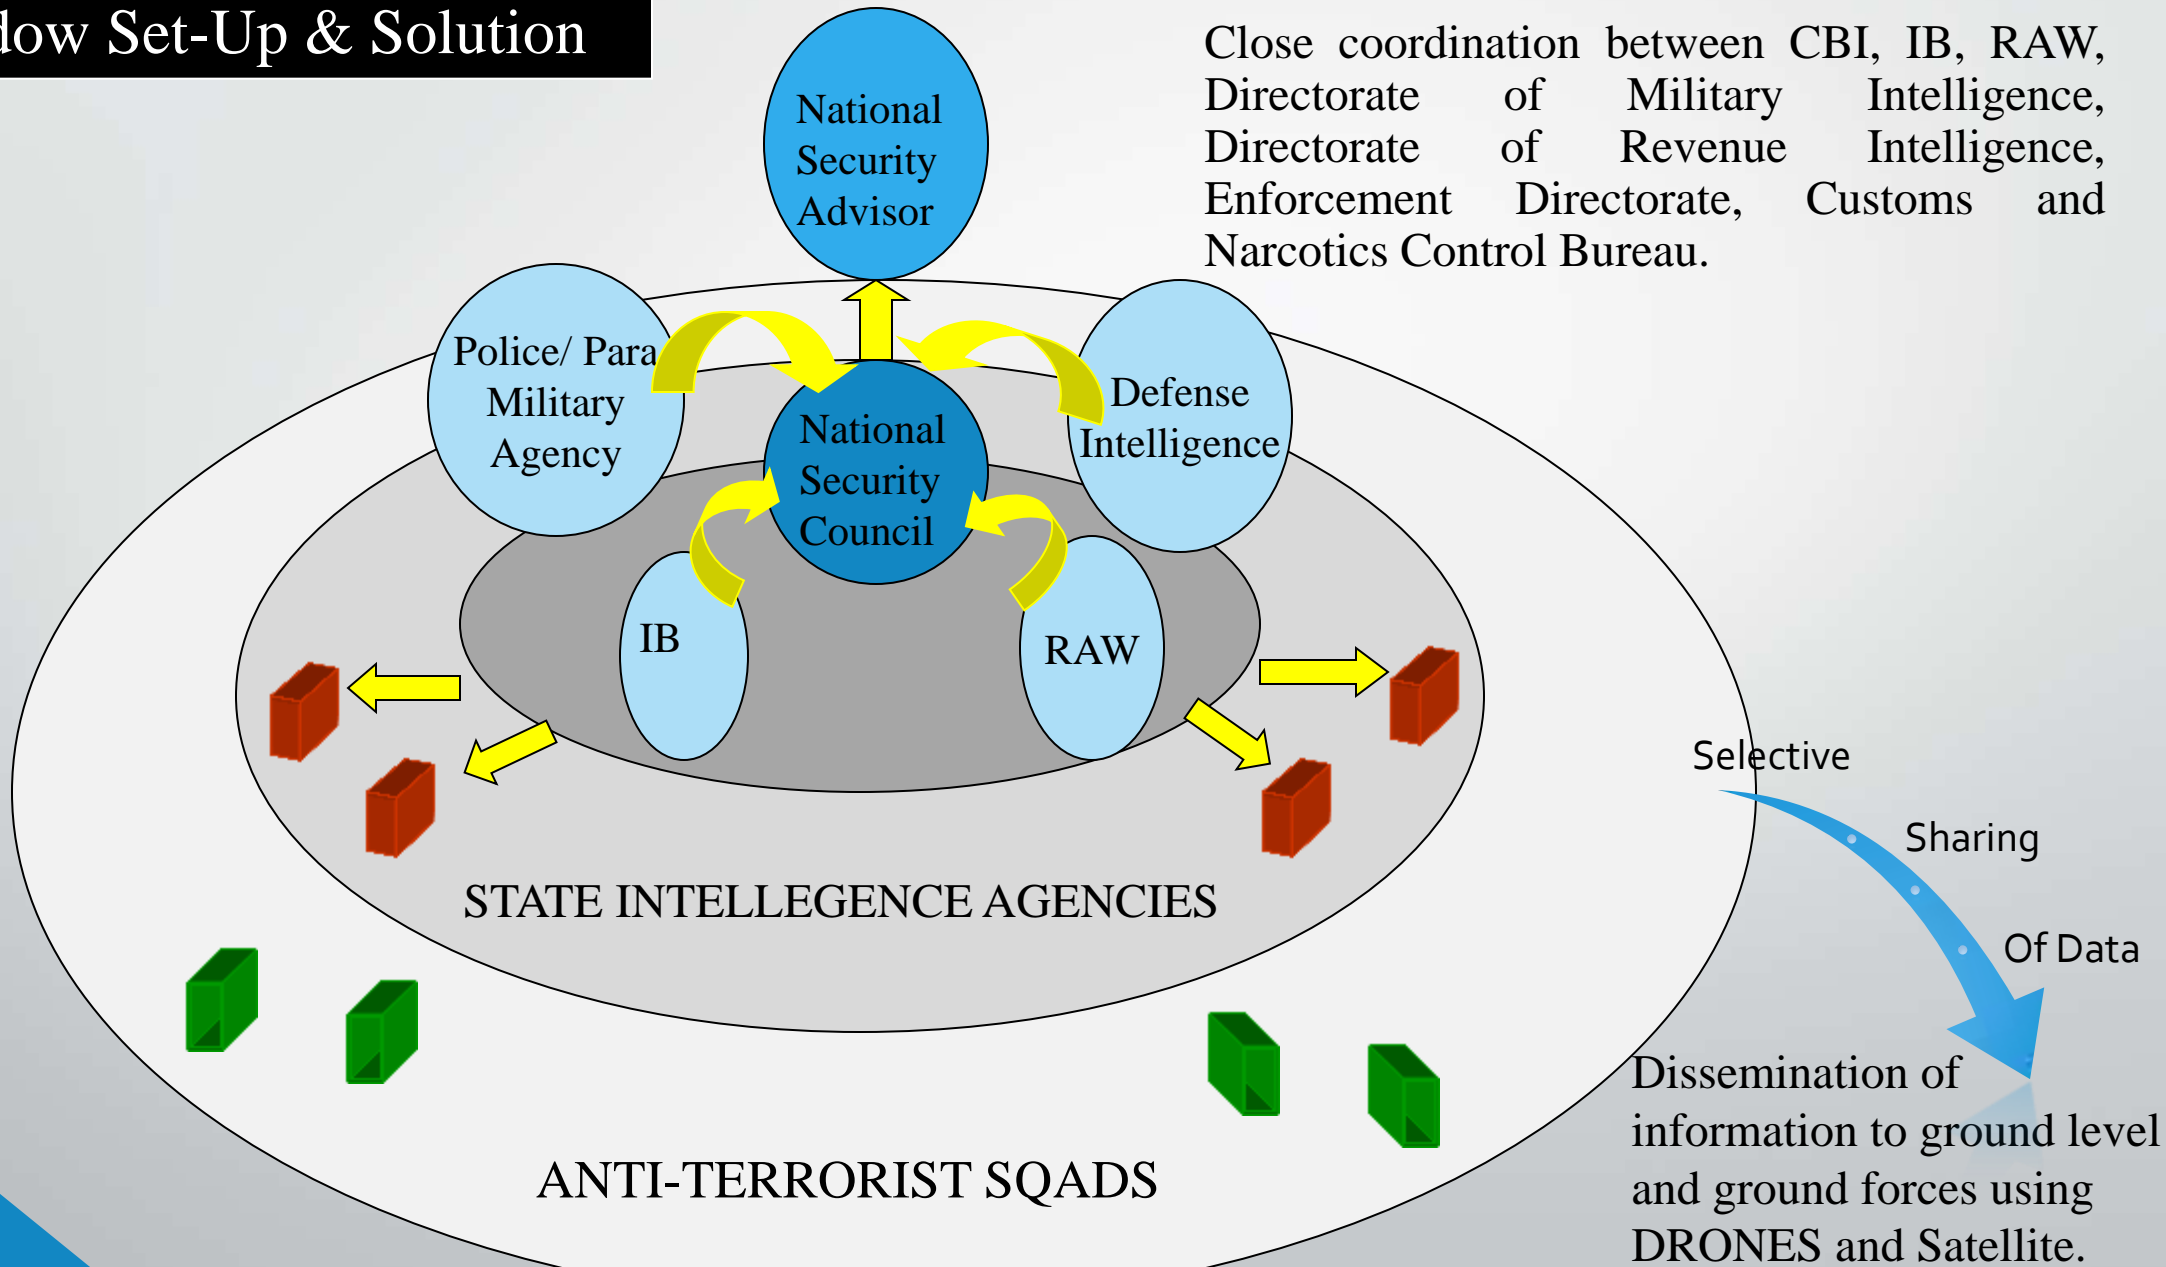 dow Set-Up & Solution
Close coordination between CBI, IB, RAW,
Directorate of Military Intelligence,
Directorate of Revenue Intelligence,
Enforcement Directorate, Customs and
Narcotics Control Bureau.
National
Security
Advisor
Police/ Para
Military
Agency
National
Security
Council
Defense
Intelligence
IB
RAW
STATE INTELLEGENCE AGENCIES
ANTI-TERRORIST SQADS
Selective
Sharing
Of Data
Dissemination of
information to ground level
and ground forces using
DRONES and Satellite.